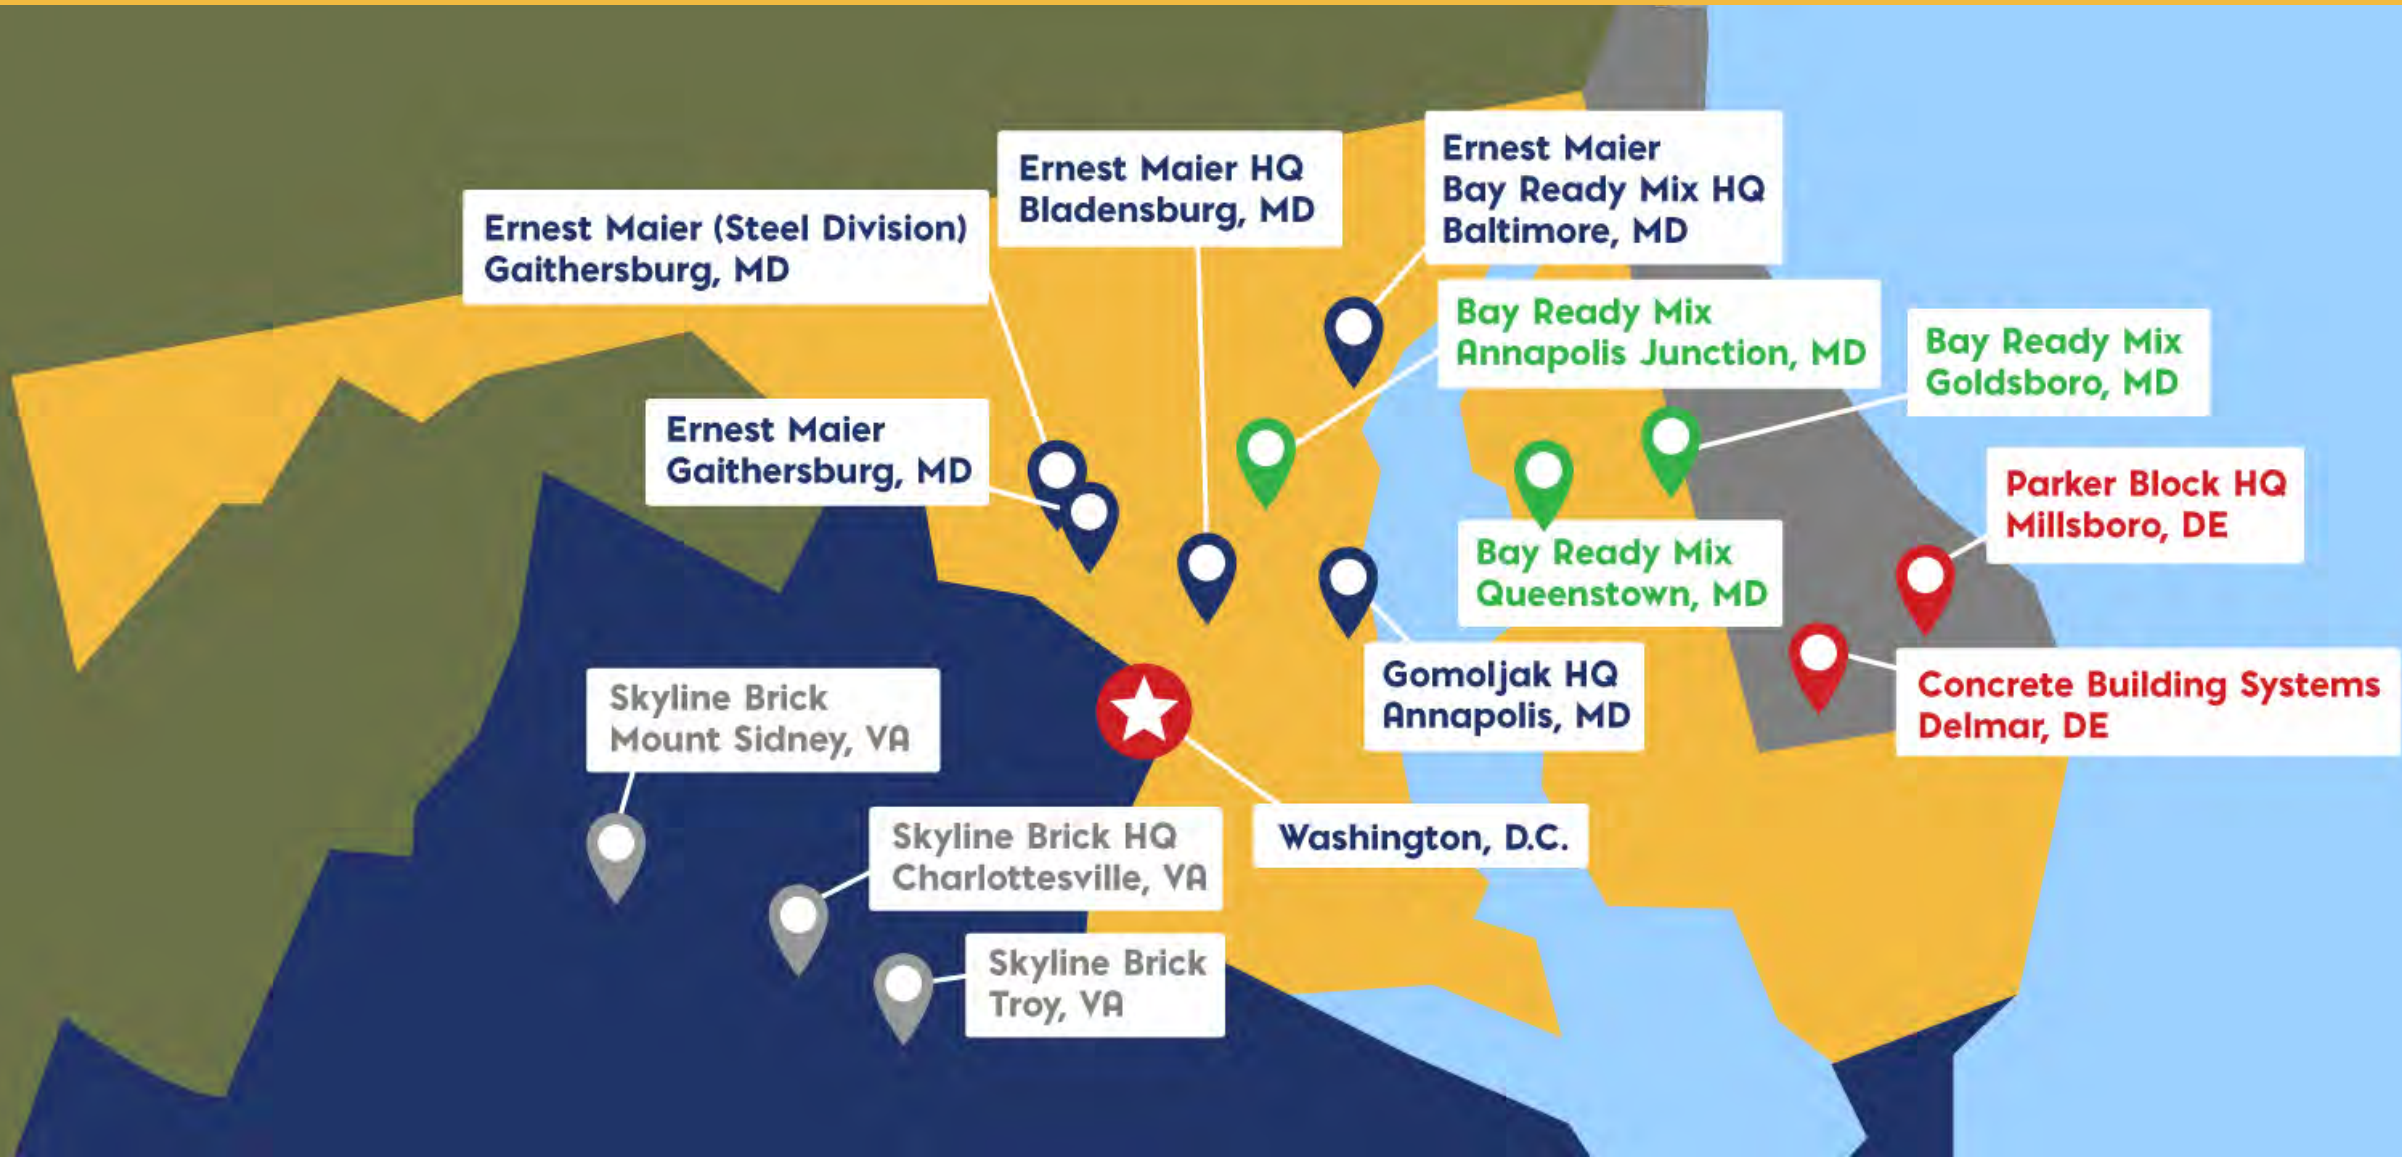 Ernest Maier HQ
Bladensburg, MD
Ernest Maier
Bay Ready Mix HQ
Baltimore, MD
Ernest Maier (Steel Division)
Gaithersburg, MD
Bay Ready Mix
Annapolis Junction, MD
Bay Ready Mix
Goldsboro, MD
Ernest Maier
Gaithersburg, MD
Parker Block HQ
Millsboro, DE
Bay Ready Mix
Queenstown, MD
Gomoljak HQ
Annapolis, MD
Concrete Building Systems
Delmar, DE
Skyline Brick
Mount Sidney, VA
Skyline Brick HQ
Charlottesville, VA
Washington, D.C.
Skyline Brick
Troy, VA